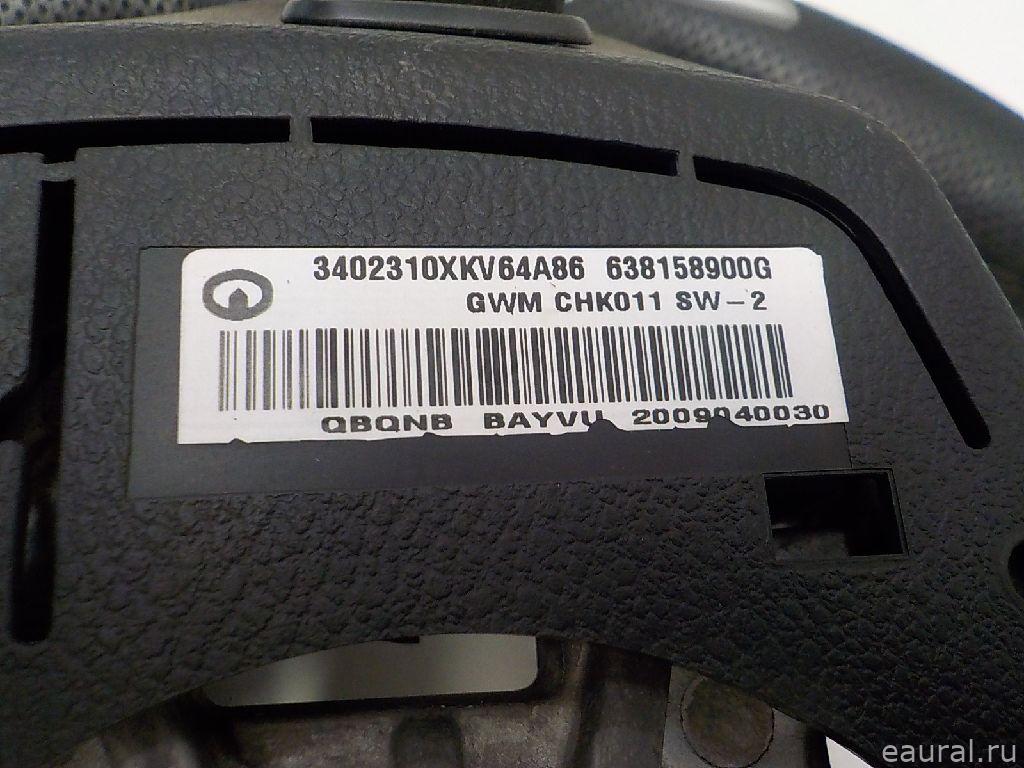 3402310XKV64A86 638158900G
GWM CHK011 SW-2
QBQNB BAYVU 2009040030
eaural.ru